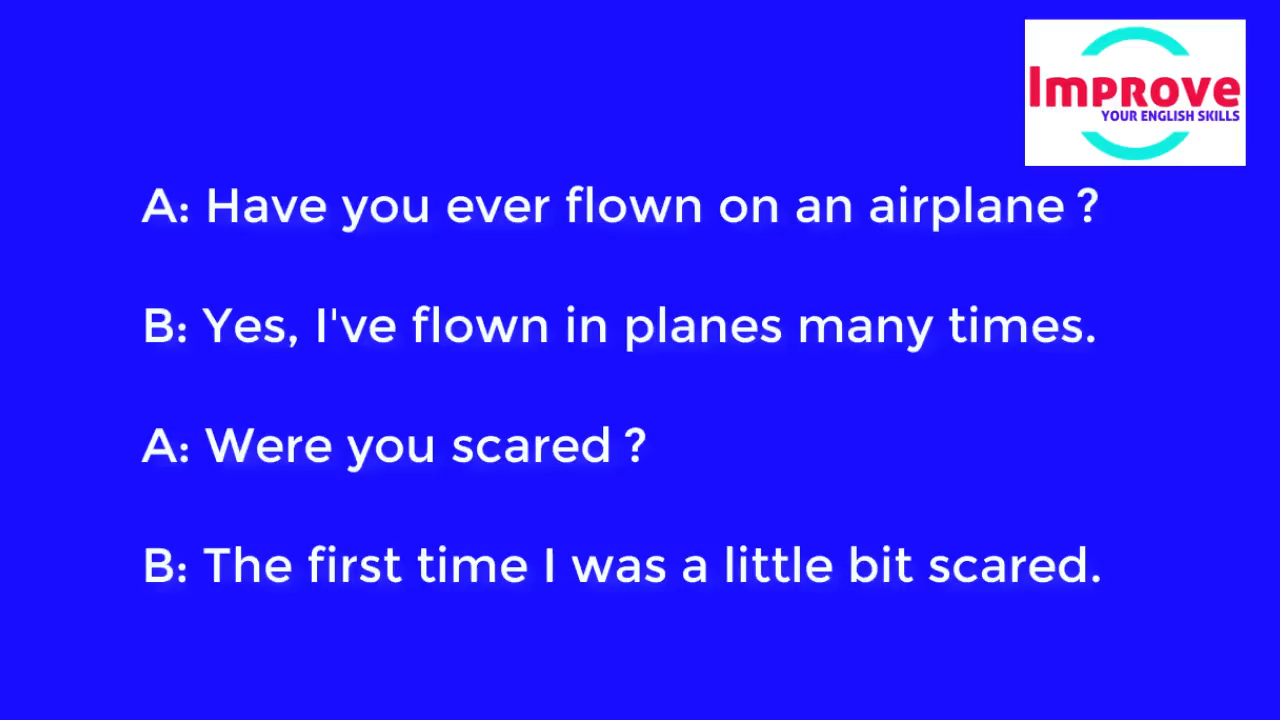 Improve
YOUR ENGLISH SKILLS
A: Have you ever flown on an airplane ?
B: Yes, I've flown in planes many times.
A: Were you scared ?
B: The first time I was a little bit scared.